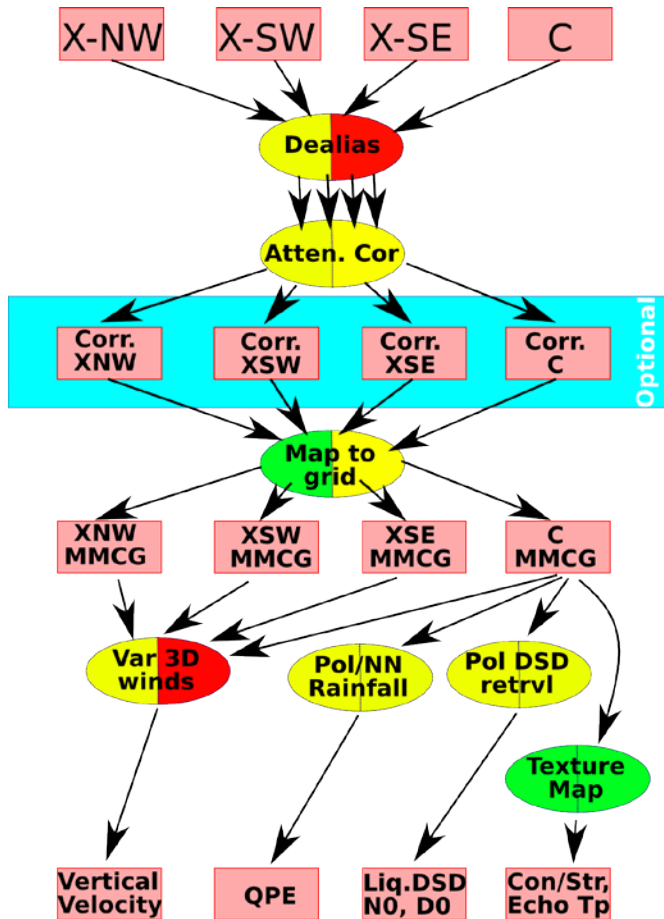 X-NW
X-SW
X-SE
C
Dealias
Atten. Cor
Optional
Corr.
XNW
Corr.
XSW
Corr.
XSE
Corr.
C
Map to
grid
XNW
MMCG
XSW
MMCG
XSE
MMCG
C
MMCG
Var 3D
winds
Pol/NN
Rainfall
Pol DSD
retrvl
Texture
Map
Vertical
Velocity
QPE
Liq.DSD
N0, D0
Con/Str,
Echo Tp